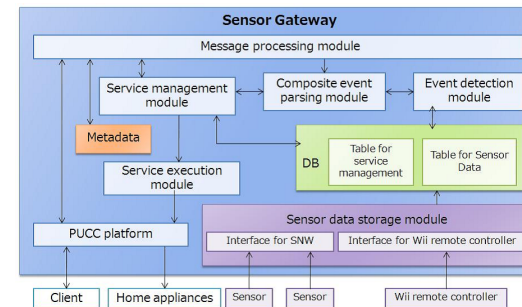 Sensor Gateway
Message processing module
Service management
module
Composite event
parsing module
Event detection
module
Metadata
DB
Table for
service
management
Table for Sensor
Data
Service execution
module
Sensor data storage module
PUCC platform
Interface for SNW
Interface for Wii remote controller
Client
Home appliances
Sensor
Sensor
Wii remote controller